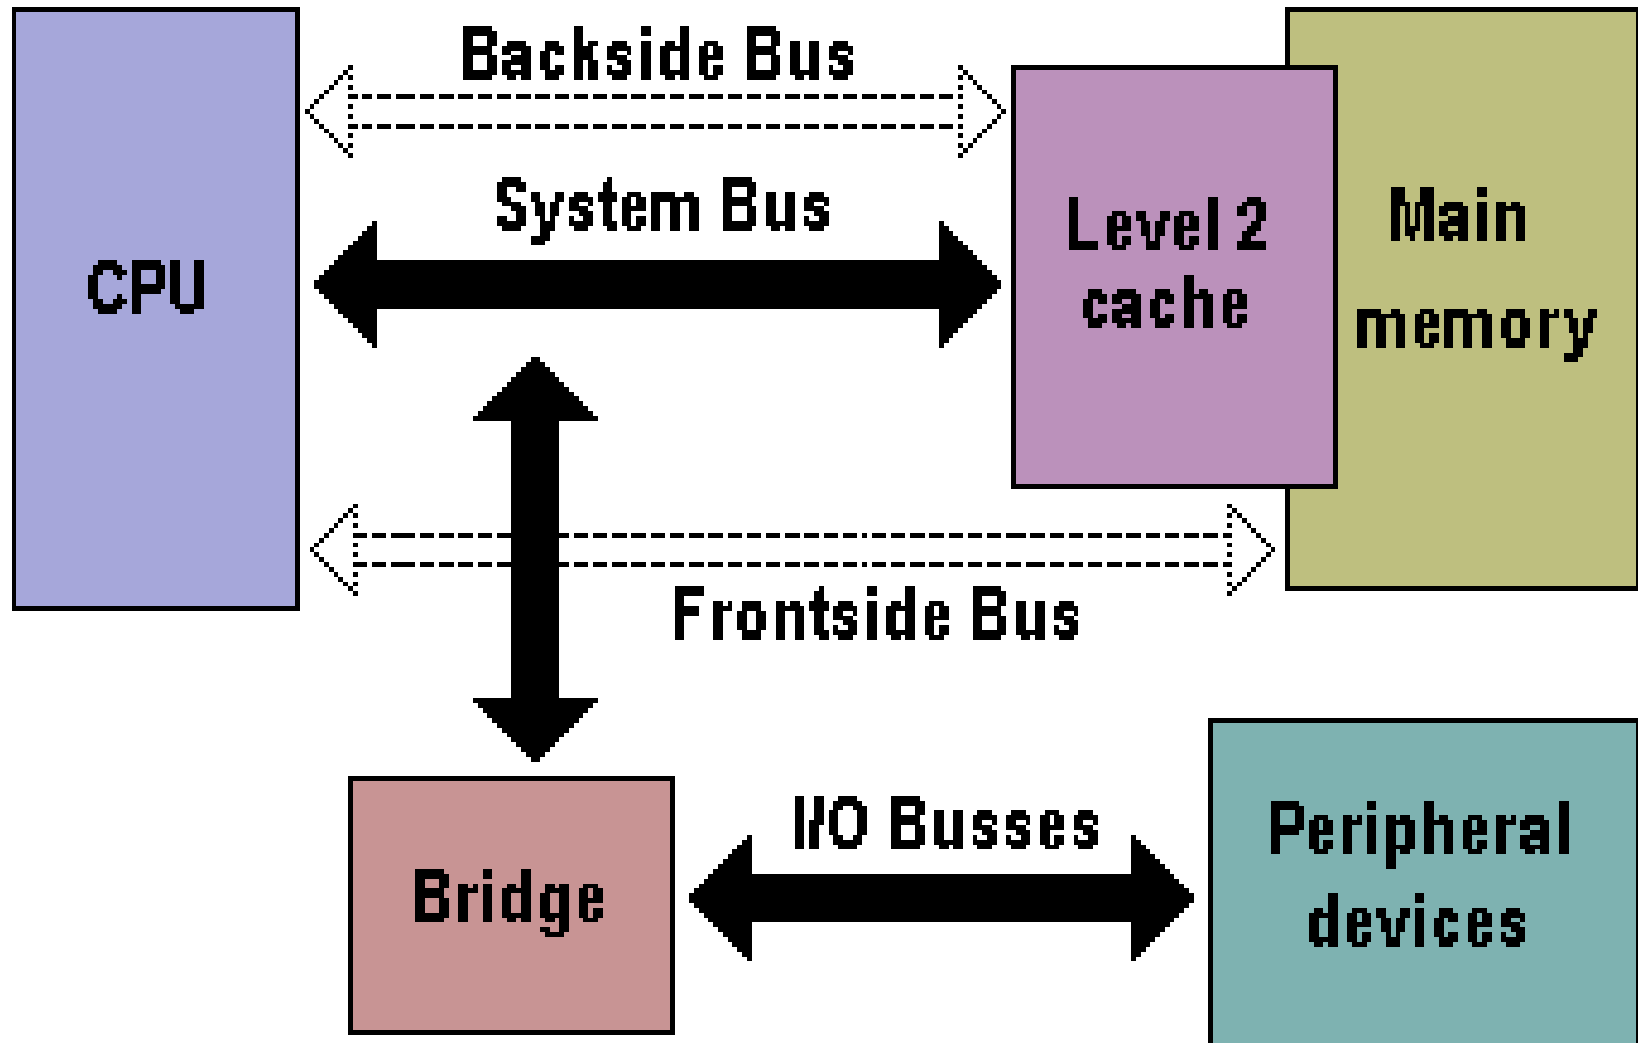 Backside Bus
System Bus
CPU
Level 2
cache
Main
memory
Frontside Bus
I/O Busses
Bridge
Peripheral
devices